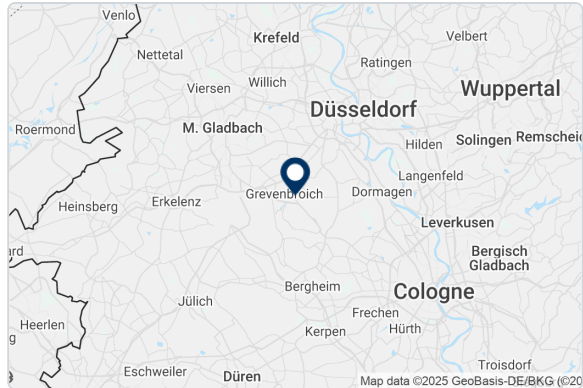 Venlo
Krefeld
Velbert
Nettetal
Ratingen
Willich
Viersen
Wuppertal
Düsseldorf
Roermond
M. Gladbach
Hilden
Solingen
Remscheid
Langenfeld
Grevenbroich
Dormagen
Erkelenz
Heinsberg
Leverkusen
ard
Bergisch
Gladbach
Bergheim
Cologne
Jülich
Frechen
Heerlen
Kerpen
Hürth
g
Troisdorf
Eschweiler
Düren
Map data ©2025 GeoBasis-DE/BKG (©20